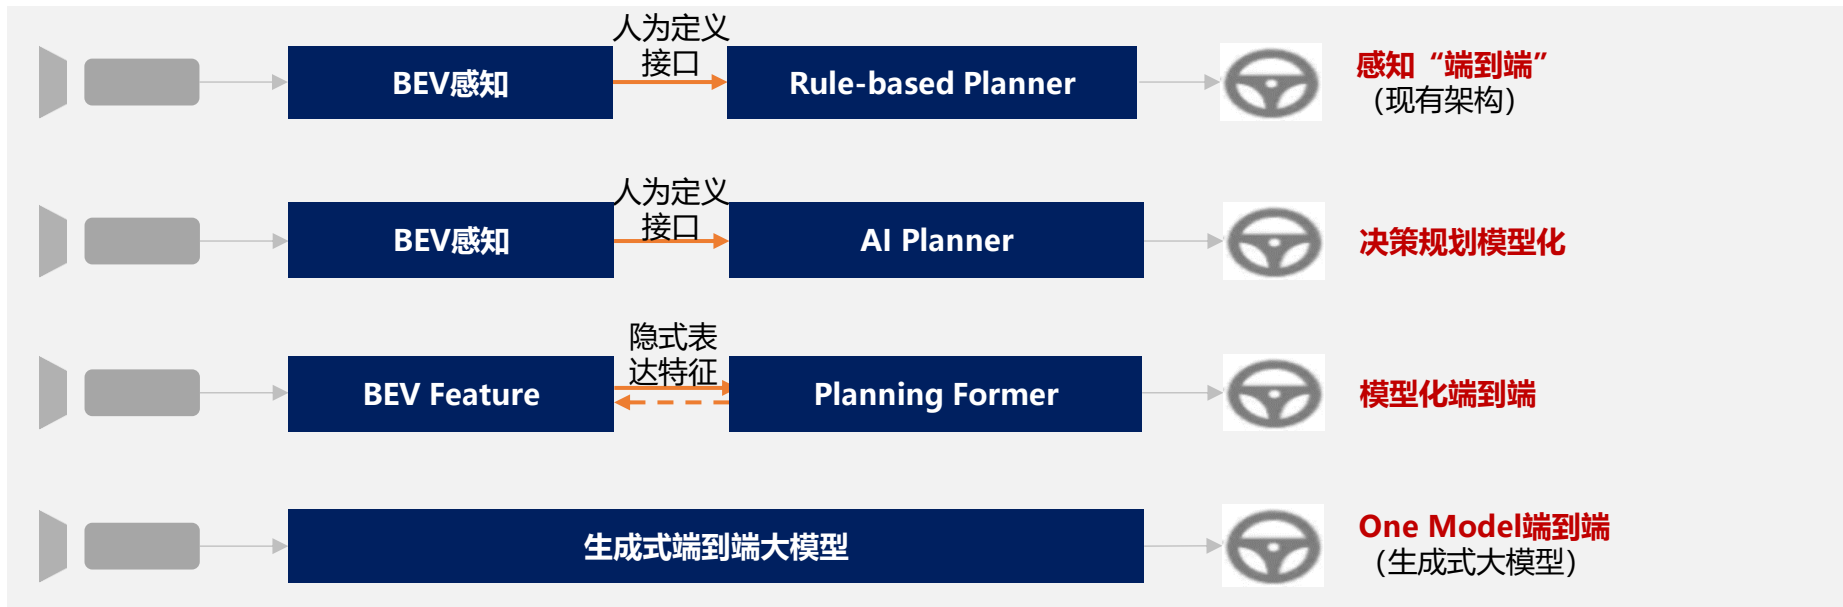 人为定义
接口
BEV感知
Rule-based Planner
感知“端到端”
（现有架构）
人为定义
接口
BEV感知
AI Planner
决策规划模型化
隐式表
达特征
BEV Feature
Planning Former
模型化端到端
生成式端到端大模型
One Model端到端
（生成式大模型）